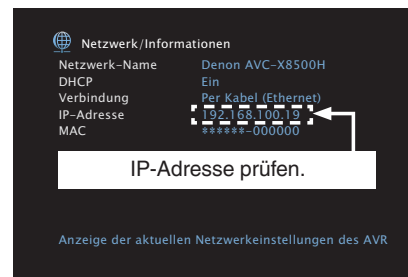 Netzwerk/Informationen
Netzwerk-Name Denon AVC-X8500H
DHCP Ein
Verbindung Per Kabel (Ethernet)
IP-Adresse 192.168.100.19
MAC ******-000000
IP-Adresse prüfen.
Anzeige der aktuellen Netzwerkeinstellungen des AVR